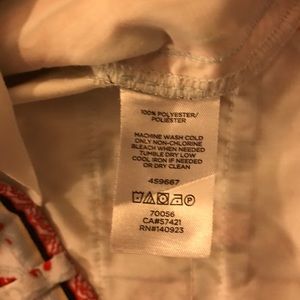 100% POLYESTER/
POLIESTER
MACHINE WASH COLD
ONLY NON-CHLORINE
BLEACH WHEN NEEDED
TUMBLE DRY LOW
COOL IRON IF NEEDED
OR DRY CLEAN
459667
70056
CA#57421
RN#140923